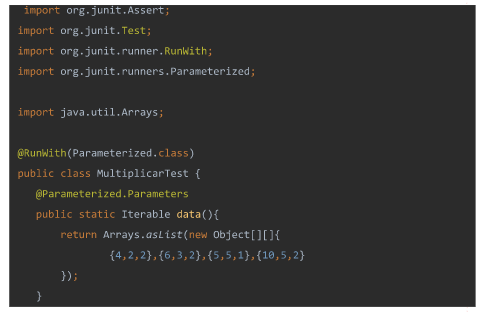 import org.junit.Assert;
import org.junit.Test;
import org.junit.runner.RunWith;
import org.junit.runners.Parameterized;
import java.util.Arrays;
@RunWith(Parameterized.class)
public class MultiplicarTest {
@Parameterized.Parameters
public static Iterable data(){
return Arrays.asList(new Object[][]{
{4,2,2},{6,3,2},{5,5,1},{10,5,2}
});
}